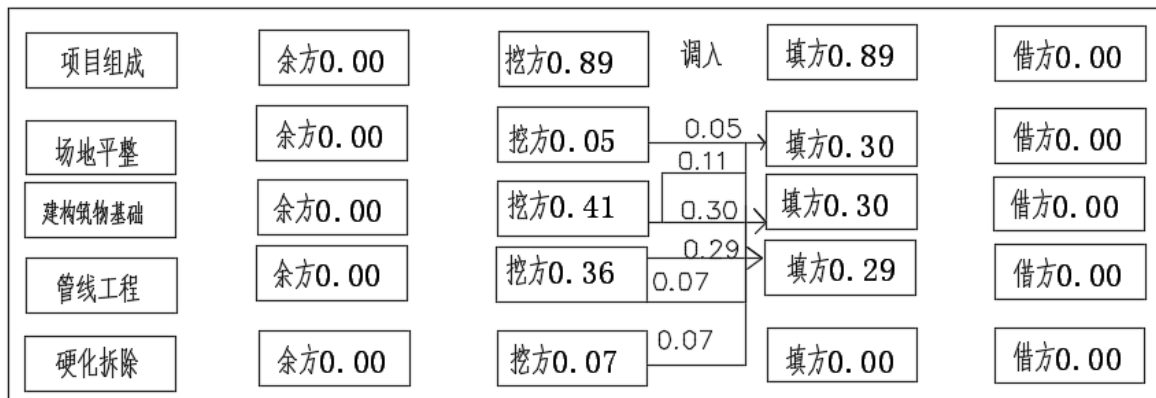 项目组成 余方0.00 挖方0.89 调入 填方0.89 借方0.00
场地平整 余方0.00 挖方0.05 0.05 填方0.30 借方0.00
0.11
建构筑物基础 余方0.00 挖方0.41 0.30 填方0.30 借方0.00
管线工程 余方0.00 挖方0.36 0.29 填方0.29 借方0.00
0.07
硬化拆除 余方0.00 挖方0.07 0.07 填方0.00 借方0.00